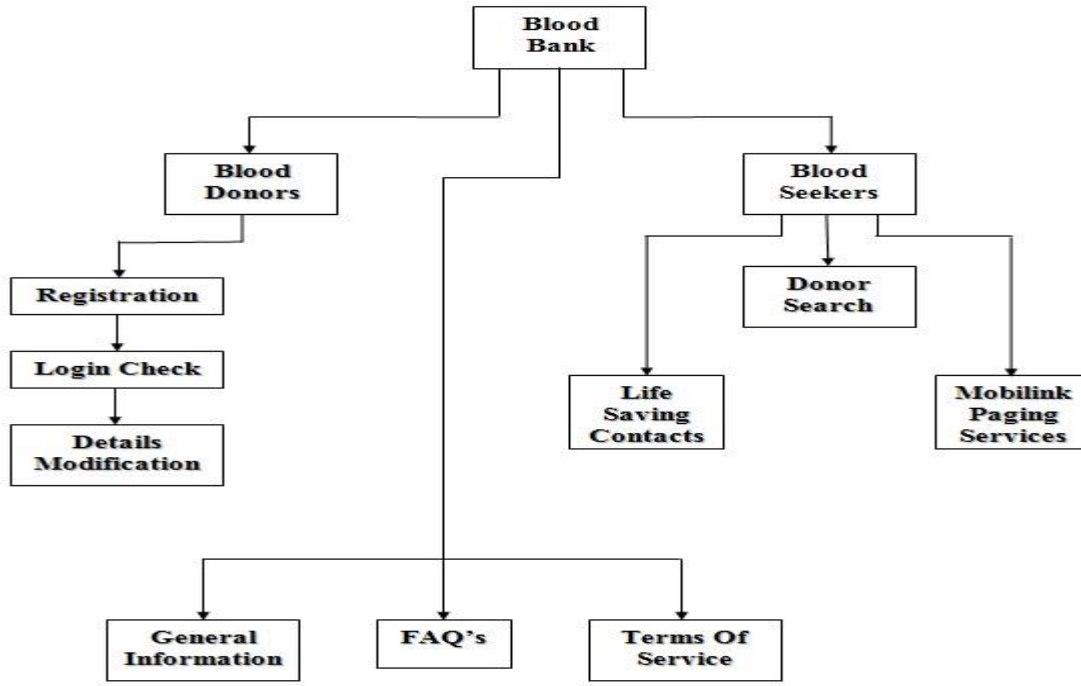 Blood
Bank
Blood
Donors
Blood
Seekers
Registration
Donor
Search
Login Check
Life
Saving
Contacts
Mobilink
Paging
Services
Details
Modification
General
Information
FAQ's
Terms Of
Service